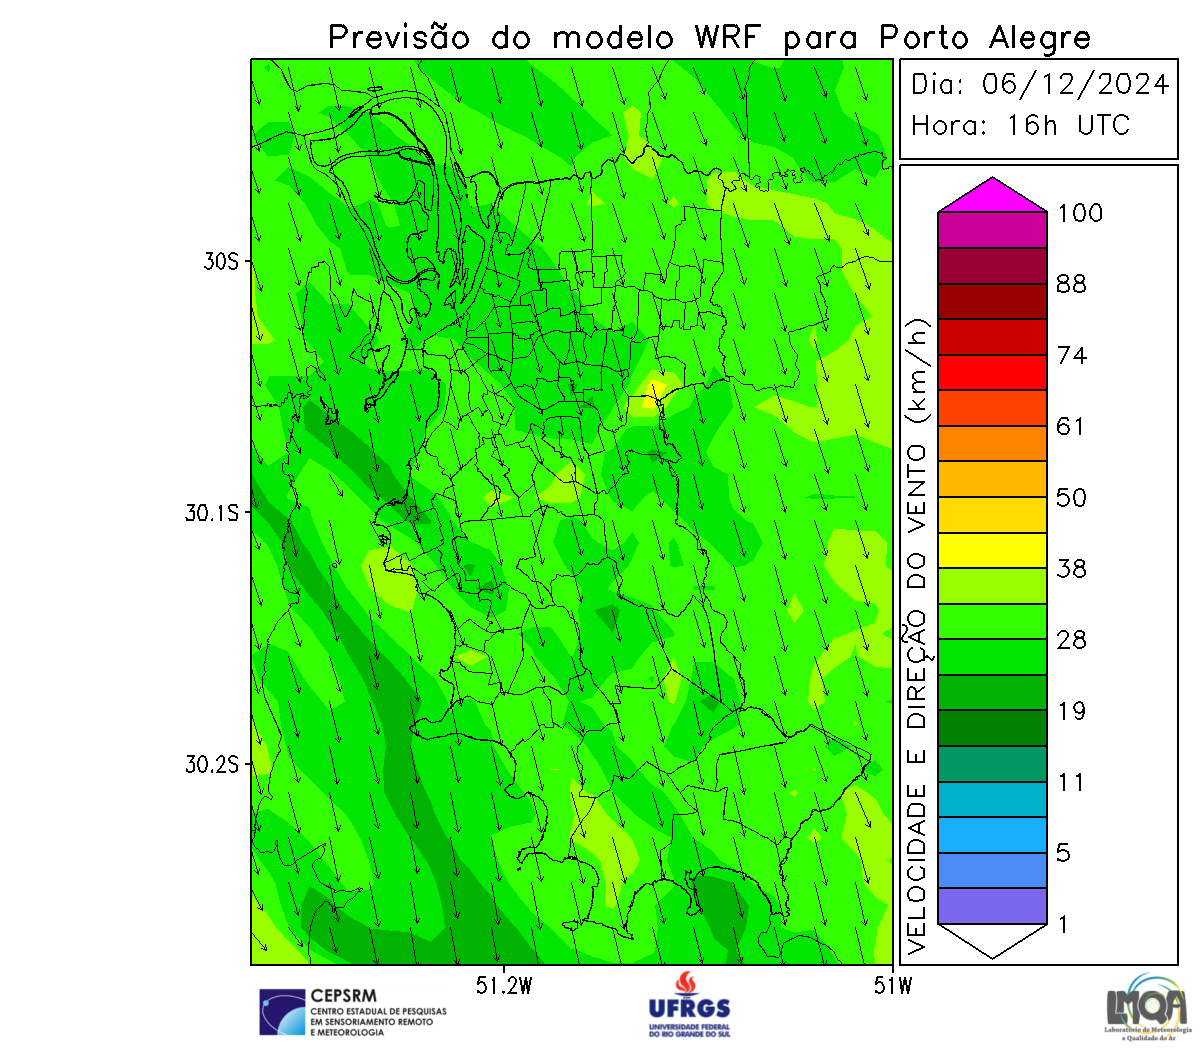 Previsão do modelo WRF para Porto Alegre
Dia: 06/12/2024
Hora: 16h UTC
VELOCIDADE E DIREÇÃO DO VENTO (km/h)
100
88
74
61
50
38
28
19
11
5
1
30S
30.1S
30.2S
51.2W
51W
CEPSRM
CENTRO ESTADUAL DE PESQUISAS
EM SENSORIAMENTO REMOTO
E METEOROLOGIA
UFRGS
UNIVERSIDADE FEDERAL
DO RIO GRANDE DO SUL
LMQA
Laboratório de Meteorologia
e Qualidade do Ar